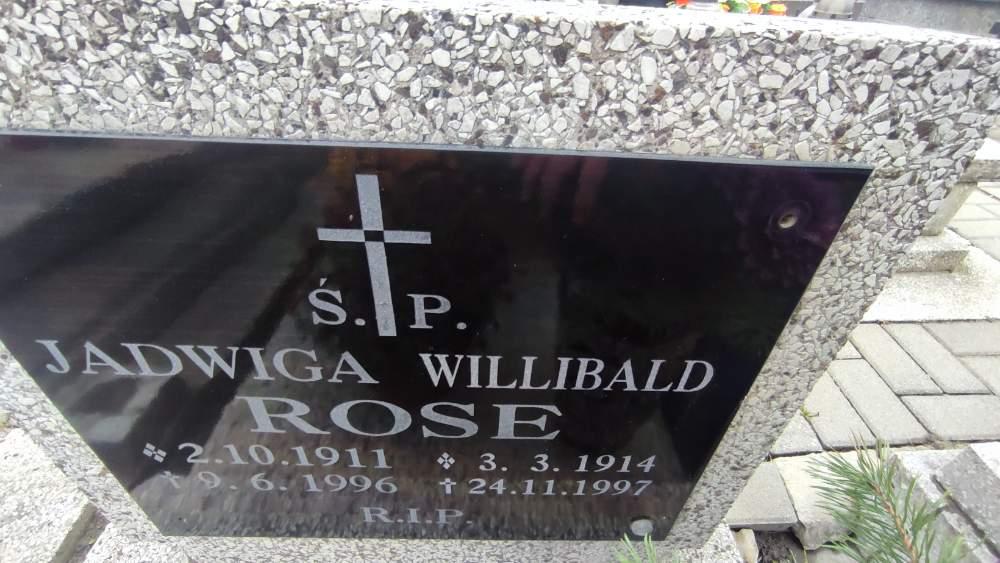 Ś. P.
JADWIGA WILLIBALD
ROSE
2.10.1911 3. 3. 1914
† 9. 6. 1996 † 24.11.1997
R.I.P.